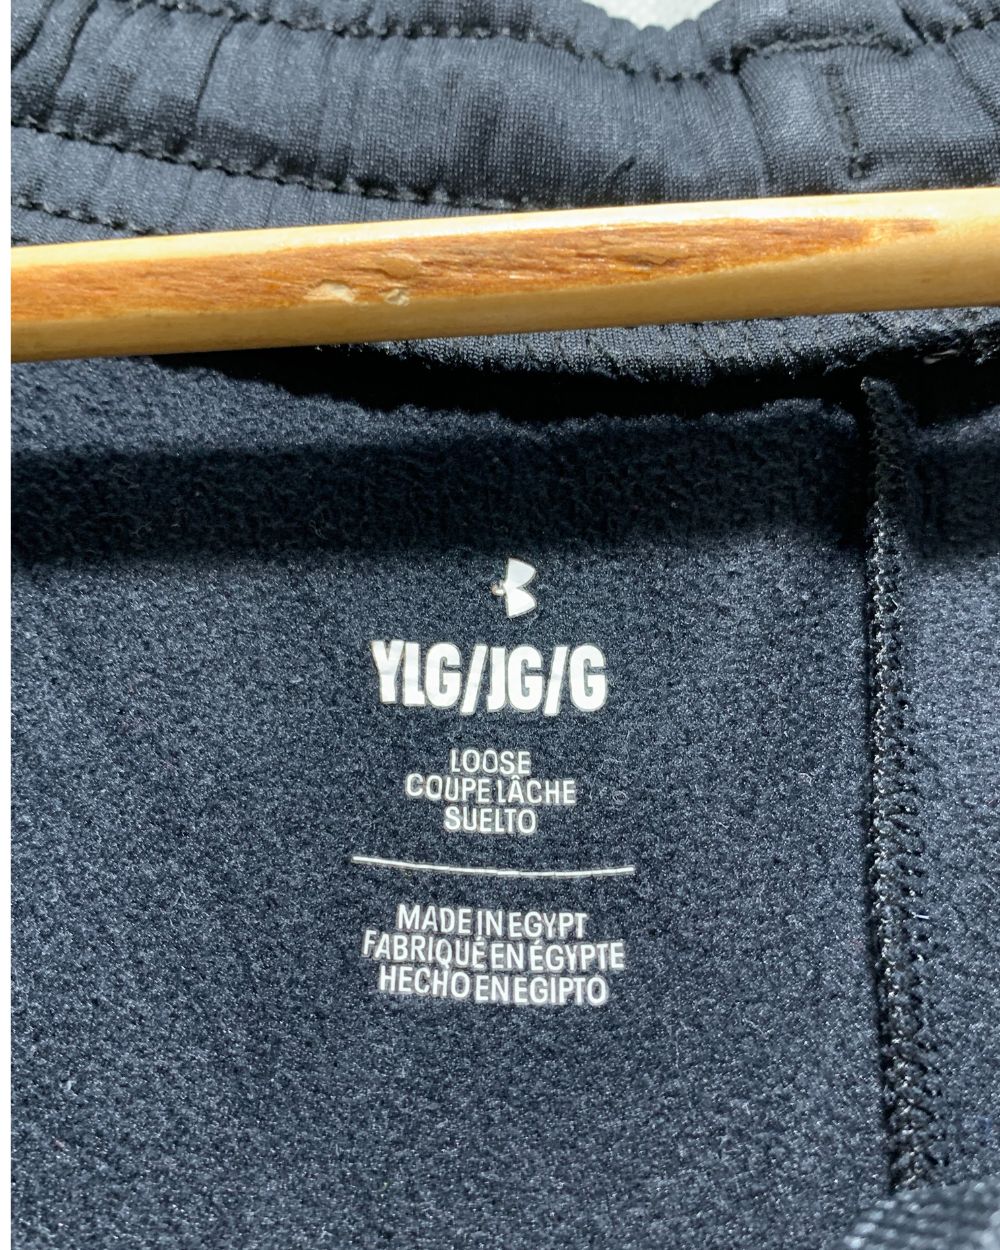 YLG/JG/G
LOOSE
COUPE LÂCHE
SUELTO
MADE IN EGYPT
FABRIQUÉ EN ÉGYPTE
HECHO EN EGIPTO